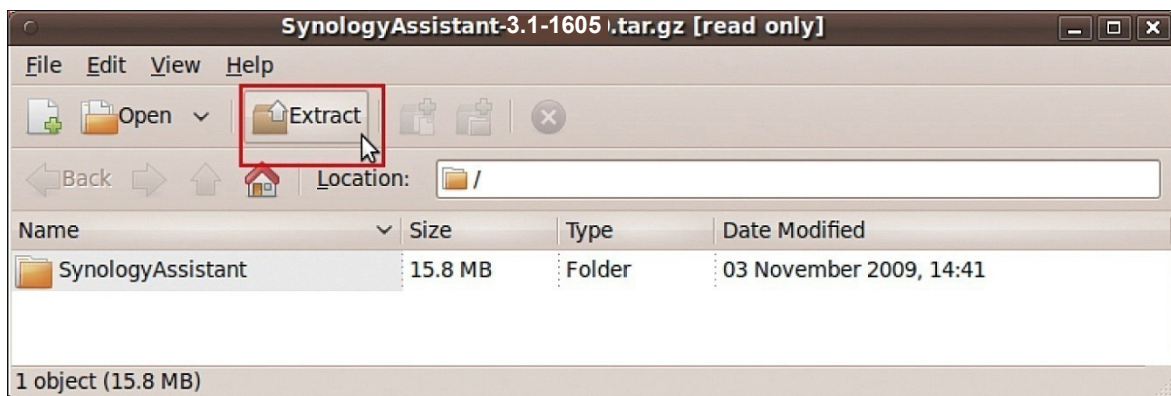 SynologyAssistant-3.1-1605 .tar.gz [read only]
File Edit View Help
Open Extract
Back Location: /
Name Size Type Date Modified
SynologyAssistant 15.8 MB Folder 03 November 2009, 14:41
1 object (15.8 MB)